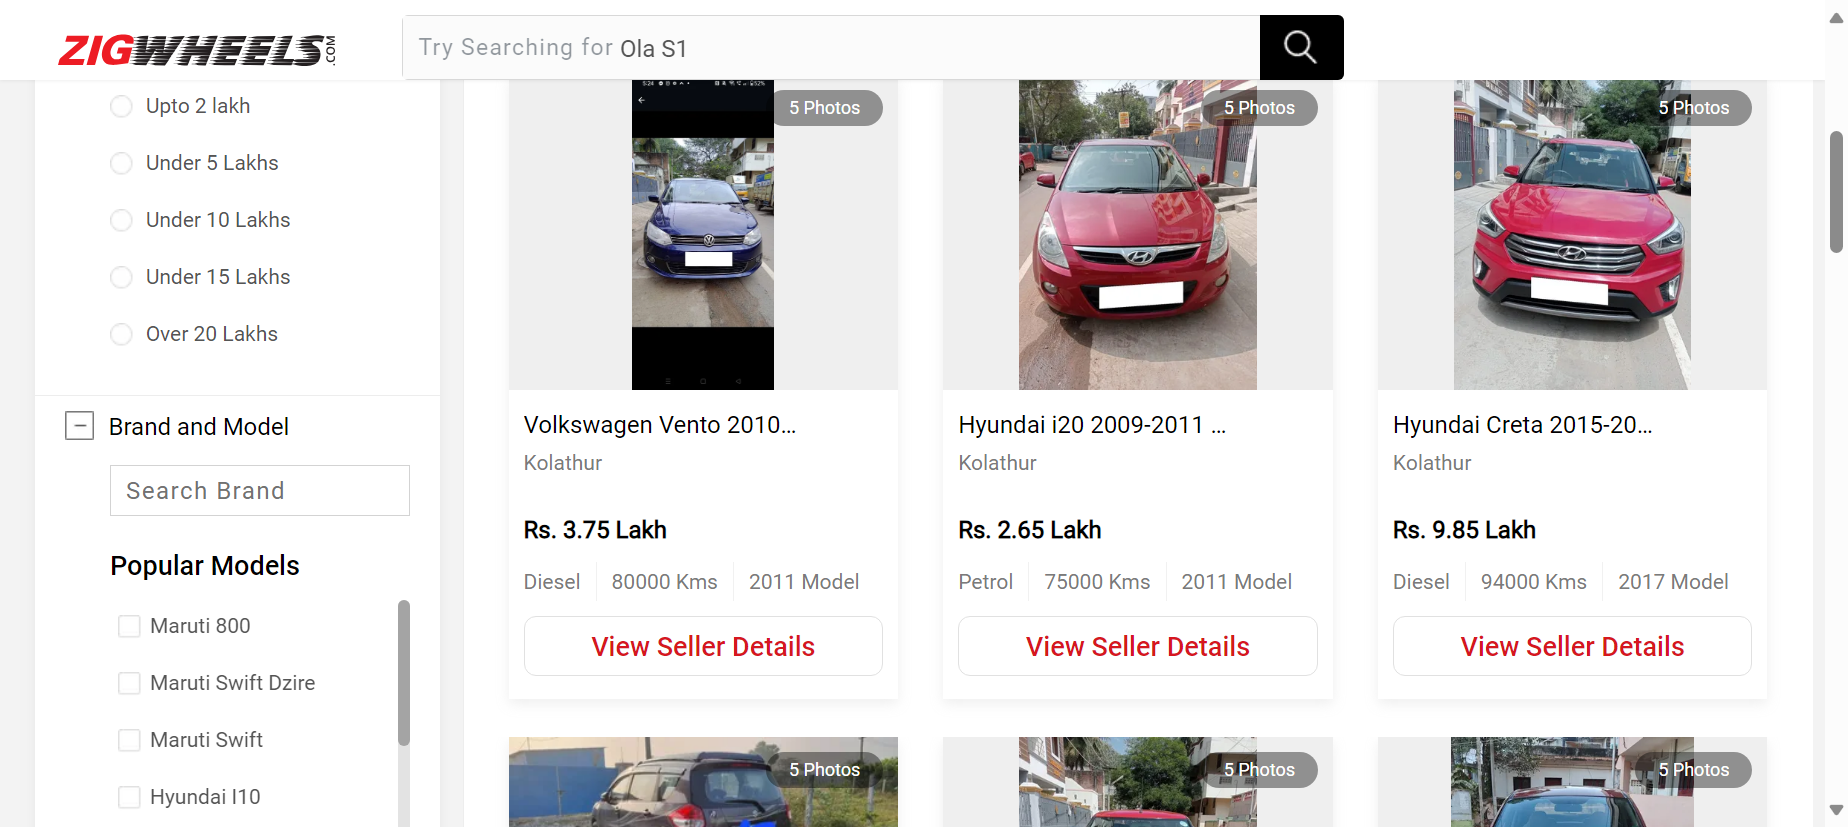 ZIGWHEELS.COM
Try Searching for Ola S1
Upto 2 lakh
Under 5 Lakhs
Under 10 Lakhs
Under 15 Lakhs
Over 20 Lakhs
Brand and Model
Search Brand
Popular Models
Maruti 800
Maruti Swift Dzire
Maruti Swift
Hyundai I10
5 Photos
Volkswagen Vento 2010...
Kolathur
Rs. 3.75 Lakh
Diesel 80000 Kms 2011 Model
View Seller Details
5 Photos
Hyundai i20 2009-2011 ...
Kolathur
Rs. 2.65 Lakh
Petrol 75000 Kms 2011 Model
View Seller Details
5 Photos
Hyundai Creta 2015-20...
Kolathur
Rs. 9.85 Lakh
Diesel 94000 Kms 2017 Model
View Seller Details
5 Photos
5 Photos
5 Photos